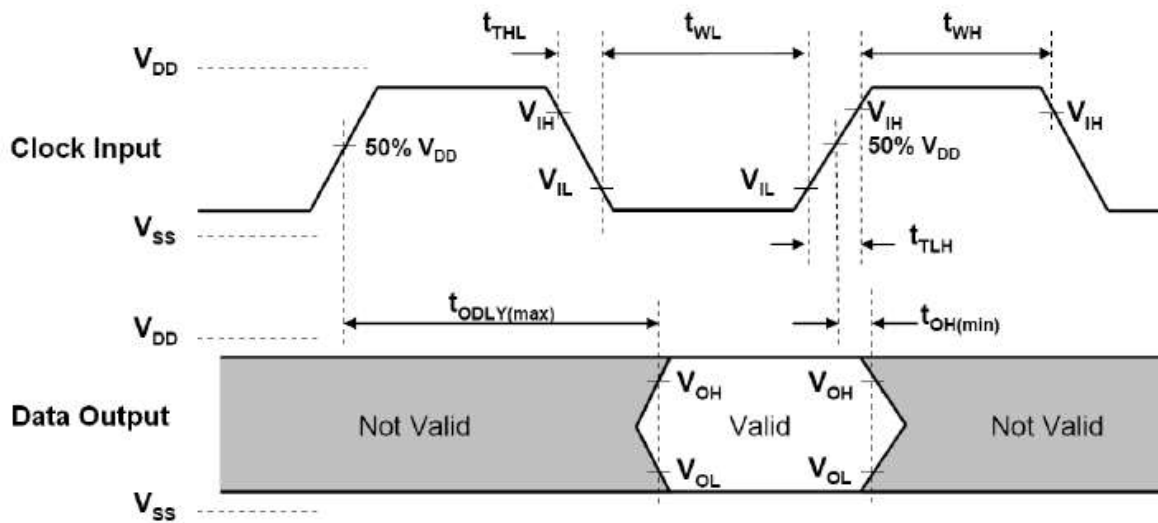 t_THL t_WL t_WH
V_DD
V_IH V_IH V_IH
Clock Input 50% V_DD 50% V_DD
V_IL V_IL
V_SS
t_TLH
t_ODLY(max) t_OH(min)
V_DD
V_OH V_OH
Data Output Not Valid Valid Not Valid
V_OL V_OL
V_SS